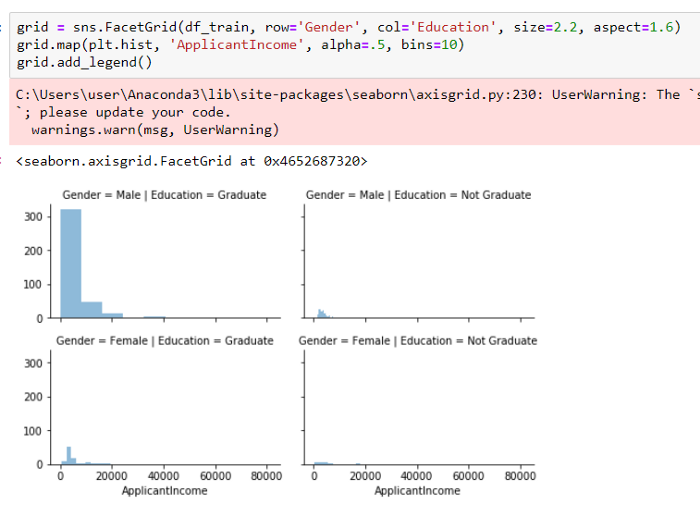 grid = sns.FacetGrid(df_train, row='Gender', col='Education', size=2.2, aspect=1.6)
grid.map(plt.hist, 'ApplicantIncome', alpha=.5, bins=10)
grid.add_legend()
C:\Users\user\Anaconda3\lib\site-packages\seaborn\axisgrid.py:230: UserWarning: The `s
`; please update your code.
warnings.warn(msg, UserWarning)
<seaborn.axisgrid.FacetGrid at 0x4652687320>
Gender = Male | Education = Graduate
Gender = Male | Education = Not Graduate
300
200
100
0
Gender = Female | Education = Graduate
Gender = Female | Education = Not Graduate
300
200
100
0
0 20000 40000 60000 80000
0 20000 40000 60000 80000
ApplicantIncome
ApplicantIncome